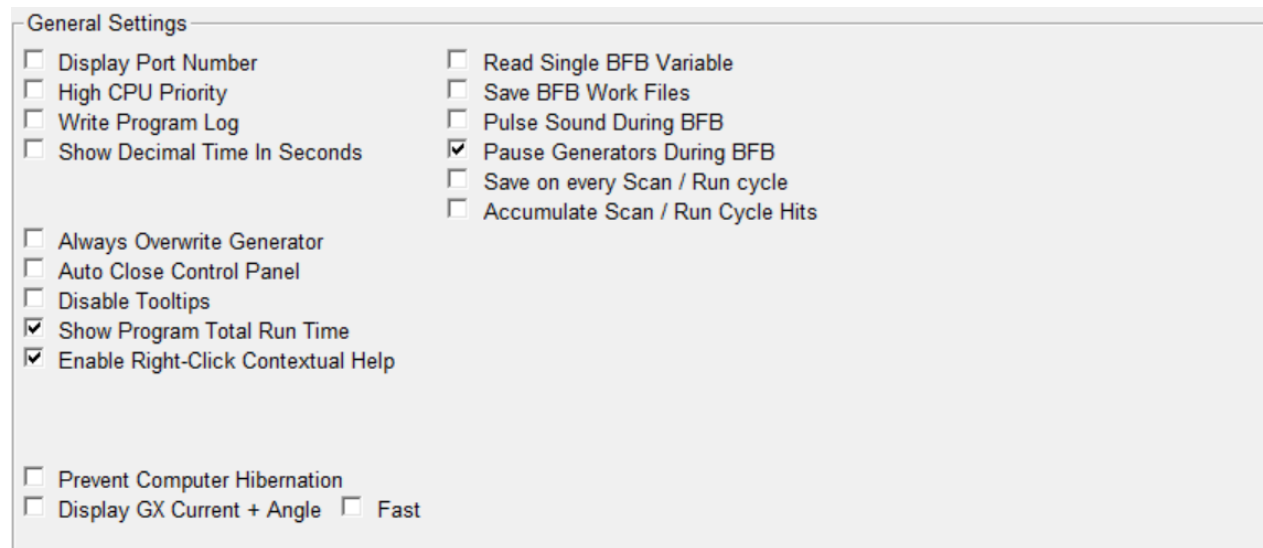 General Settings
Display Port Number
High CPU Priority
Write Program Log
Show Decimal Time In Seconds
Read Single BFB Variable
Save BFB Work Files
Pulse Sound During BFB
Pause Generators During BFB
Save on every Scan / Run cycle
Accumulate Scan / Run Cycle Hits
Always Overwrite Generator
Auto Close Control Panel
Disable Tooltips
Show Program Total Run Time
Enable Right-Click Contextual Help
Prevent Computer Hibernation
Display GX Current + Angle Fast